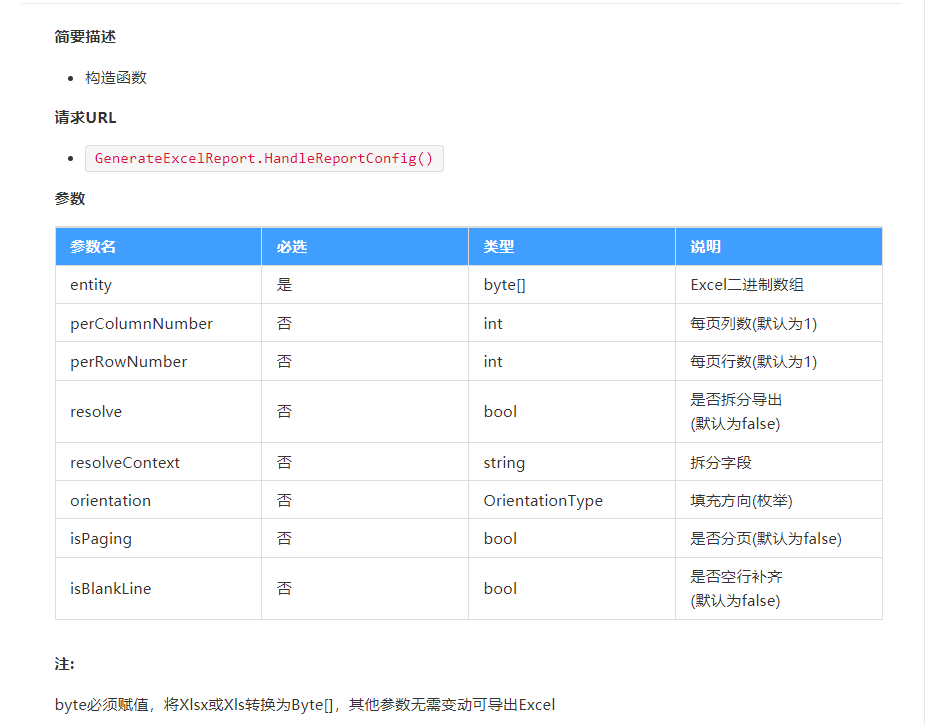 简要描述
构造函数
请求URL
GenerateExcelReport.HandleReportConfig()
参数
参数名 必选 类型 说明
entity 是 byte[] Excel二进制数组
perColumnNumber 否 int 每页列数(默认为1)
perRowNumber 否 int 每页行数(默认为1)
resolve 否 bool 是否拆分导出
(默认为false)
resolveContext 否 string 拆分字段
orientation 否 OrientationType 填充方向(枚举)
isPaging 否 bool 是否分页(默认为false)
isBlankLine 否 bool 是否空行补齐
(默认为false)
注:
byte必须赋值，将Xlsx或Xls转换为Byte[]，其他参数无需变动可导出Excel